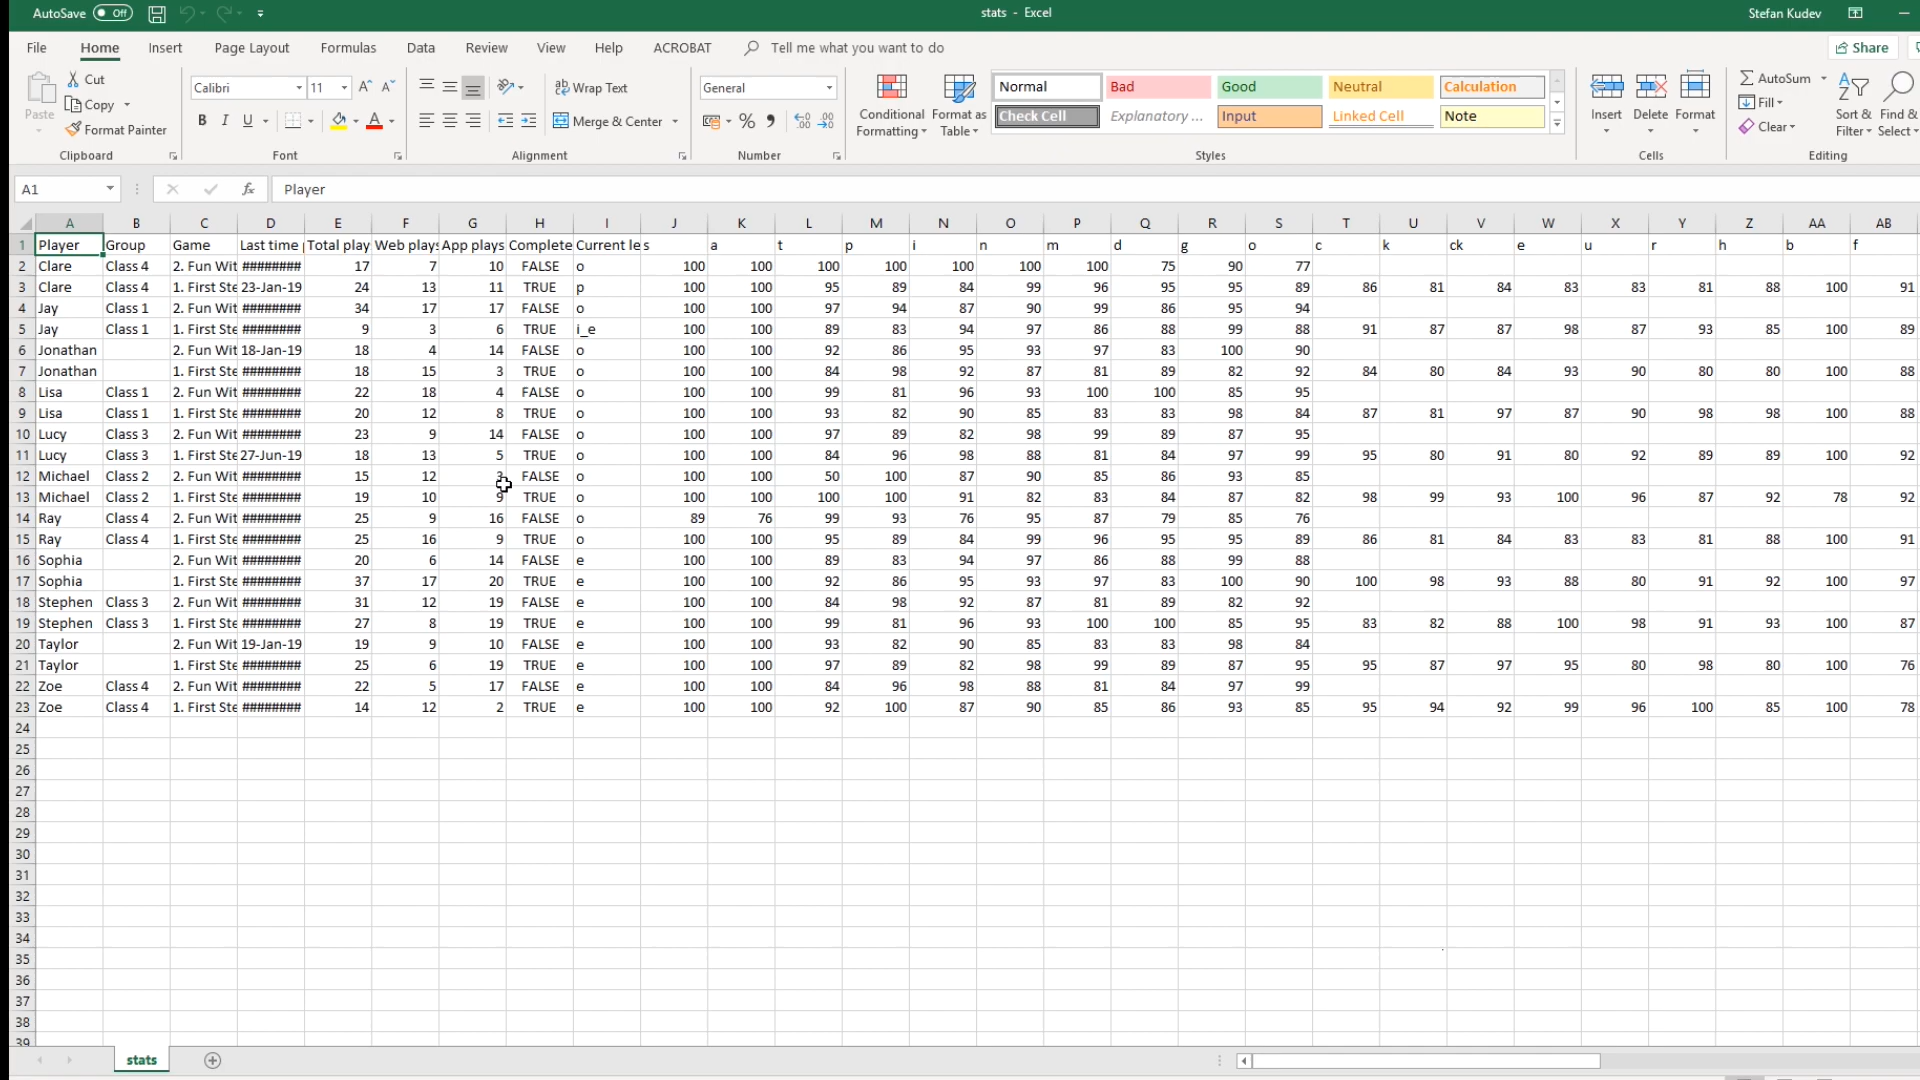 AutoSave Off stats - Excel Stefan Kudev
File Home Insert Page Layout Formulas Data Review View Help ACROBAT Tell me what you want to do Share
Paste
Cut
Copy
Format Painter
Clipboard
Calibri 11 A A
B I U A
Font
Wrap Text
Merge & Center
Alignment
General
%
Number
Conditional Formatting
Format as Table
Normal Bad Good Neutral Calculation
Check Cell Explanatory ... Input Linked Cell Note
Styles
Insert Delete Format
Cells
AutoSum
Fill
Clear
Sort & Filter
Find & Select
Editing
A1 fx Player
A B C D E F G H I J K L M N O P Q R S T U V W X Y Z AA AB
1 Player Group Game Last time Total play Web plays App plays Complete Current le s a t p i n m d g o c k ck e u r h b f
2 Clare Class 4 2. Fun Wit ######## 17 7 10 FALSE o 100 100 100 100 100 100 100 75 90 77
3 Clare Class 4 1. First Ste 23-Jan-19 24 13 11 TRUE p 100 100 95 89 84 99 96 95 95 89 86 81 84 83 83 81 88 100 91
4 Jay Class 1 2. Fun Wit ######## 34 17 17 FALSE o 100 100 97 94 87 90 99 86 95 94
5 Jay Class 1 1. First Ste ######## 9 3 6 TRUE i_e 100 100 89 83 94 97 86 88 99 88 91 87 87 98 87 93 85 100 89
6 Jonathan 2. Fun Wit 18-Jan-19 18 4 14 FALSE o 100 100 92 86 95 93 97 83 100 90
7 Jonathan 1. First Ste ######## 18 15 3 TRUE o 100 100 84 98 92 87 81 89 82 92 84 80 84 93 90 80 80 100 88
8 Lisa Class 1 2. Fun Wit ######## 22 18 4 FALSE o 100 100 99 81 96 93 100 100 85 95
9 Lisa Class 1 1. First Ste ######## 20 12 8 TRUE o 100 100 93 82 90 85 83 83 98 84 87 81 97 87 90 98 98 100 88
10 Lucy Class 3 2. Fun Wit ######## 23 9 14 FALSE o 100 100 97 89 82 98 99 89 87 95
11 Lucy Class 3 1. First Ste 27-Jun-19 18 13 5 TRUE o 100 100 84 96 98 88 81 84 97 99 95 80 91 80 92 89 89 100 92
12 Michael Class 2 2. Fun Wit ######## 15 12 3 FALSE o 100 100 50 100 87 90 85 86 93 85
13 Michael Class 2 1. First Ste ######## 19 10 9 TRUE o 100 100 100 100 91 82 83 84 87 82 98 99 93 100 96 87 92 78 92
14 Ray Class 4 2. Fun Wit ######## 25 9 16 FALSE o 89 76 99 93 76 95 87 79 85 76
15 Ray Class 4 1. First Ste ######## 25 16 9 TRUE o 100 100 95 89 84 99 96 95 95 89 86 81 84 83 83 81 88 100 91
16 Sophia 2. Fun Wit ######## 20 6 14 FALSE e 100 100 89 83 94 97 86 88 99 88
17 Sophia 1. First Ste ######## 37 17 20 TRUE e 100 100 92 86 95 93 97 83 100 90 100 98 93 88 80 91 92 100 97
18 Stephen Class 3 2. Fun Wit ######## 31 12 19 FALSE e 100 100 84 98 92 87 81 89 82 92
19 Stephen Class 3 1. First Ste ######## 27 8 19 TRUE e 100 100 99 81 96 93 100 100 85 95 83 82 88 100 98 91 93 100 87
20 Taylor 2. Fun Wit 19-Jan-19 19 9 10 FALSE e 100 100 93 82 90 85 83 83 98 84
21 Taylor 1. First Ste ######## 25 6 19 TRUE e 100 100 97 89 82 98 99 89 87 95 95 87 97 95 80 98 80 100 76
22 Zoe Class 4 2. Fun Wit ######## 22 5 17 FALSE e 100 100 84 96 98 88 81 84 97 99
23 Zoe Class 4 1. First Ste ######## 14 12 2 TRUE e 100 100 92 100 87 90 85 86 93 85 95 94 92 99 96 100 85 100 78
24
25
26
27
28
29
30
31
32
33
34
35
36
37
38
39
stats